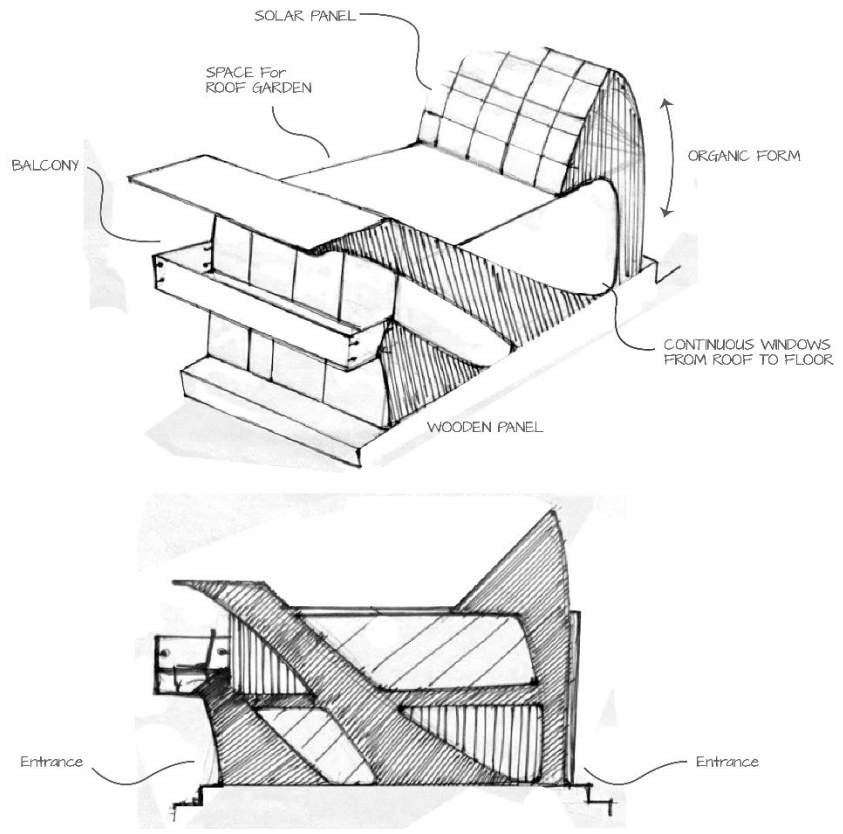 SOLAR PANEL
SPACE For
ROOF GARDEN
BALCONY
ORGANIC FORM
CONTINUOUS WINDOWS
FROM ROOF TO FLOOR
WOODEN PANEL
Entrance
Entrance